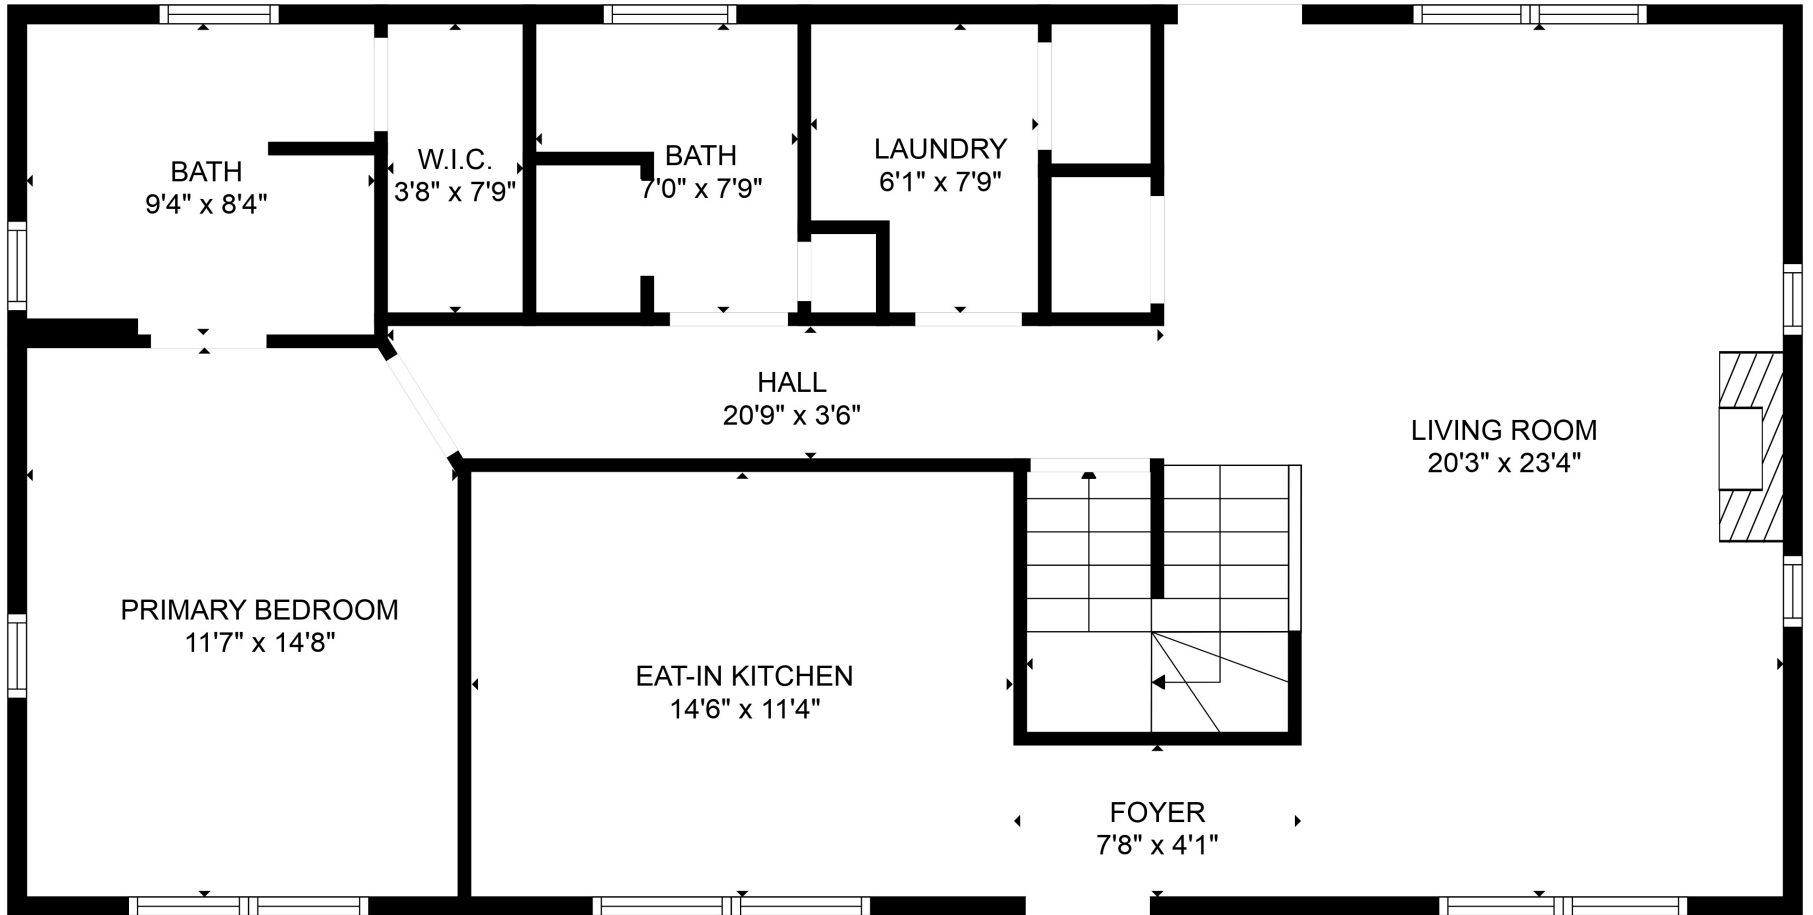 BATH
9'4" x 8'4"
W.I.C.
3'8" x 7'9"
BATH
7'0" x 7'9"
LAUNDRY
6'1" x 7'9"
HALL
20'9" x 3'6"
LIVING ROOM
20'3" x 23'4"
PRIMARY BEDROOM
11'7" x 14'8"
EAT-IN KITCHEN
14'6" x 11'4"
FOYER
7'8" x 4'1"